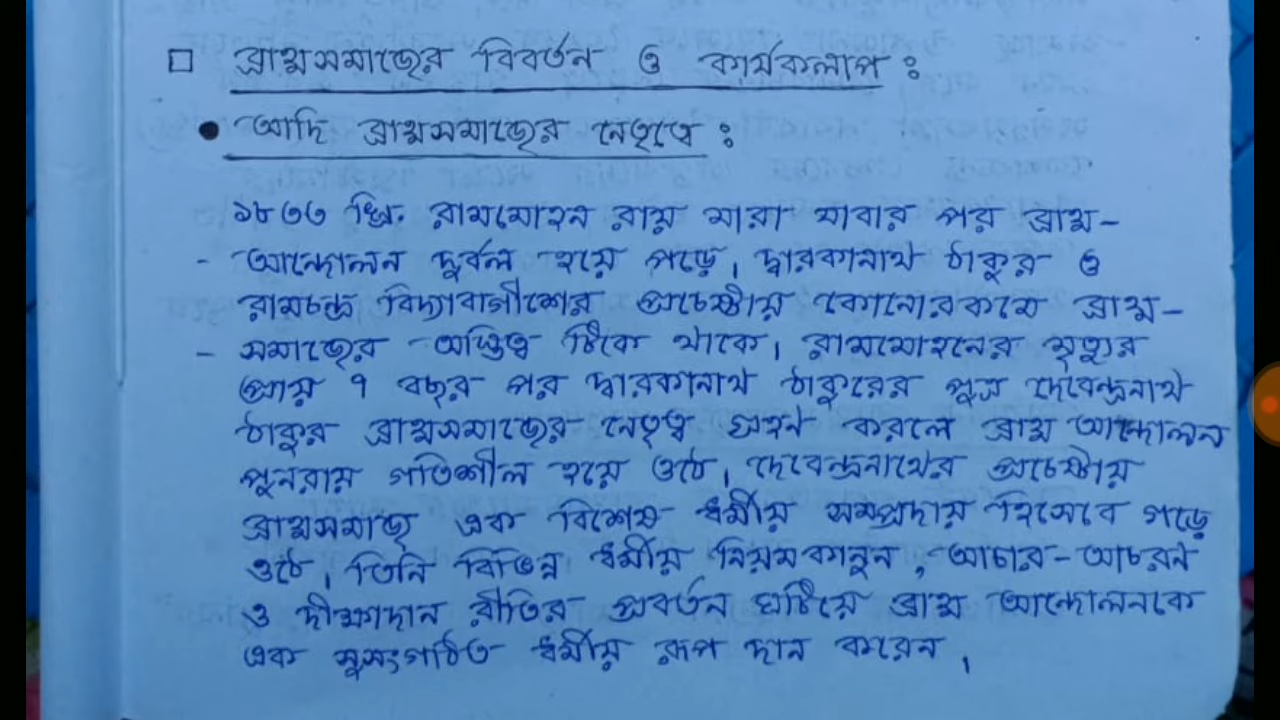 □ ব্রাহ্মসমাজের বিবর্তন ও কার্যকলাপ :
• আদি ব্রাহ্মসমাজের নেতৃত্বে :
১৮৩৩ খ্রি. রামমোহন রায় মারা যাবার পর ব্রাহ্ম-
- আন্দোলন দুর্বল হয়ে পড়ে। দ্বারকানাথ ঠাকুর ও
রামচন্দ্র বিদ্যাবাগীশের প্রচেষ্টায় কোনোরকমে ব্রাহ্ম-
- সমাজের অস্তিত্ব টিকে থাকে। রামমোহনের মৃত্যুর
প্রায় ৭ বছর পর দ্বারকানাথ ঠাকুরের পুত্র দেবেন্দ্রনাথ
ঠাকুর ব্রাহ্মসমাজের নেতৃত্ব গ্রহণ করলে ব্রাহ্ম আন্দোলন
পুনরায় গতিশীল হয়ে ওঠে। দেবেন্দ্রনাথের প্রচেষ্টায়
ব্রাহ্মসমাজ এক বিশেষ ধর্মীয় সম্প্রদায় হিসেবে গড়ে
ওঠে। তিনি বিভিন্ন ধর্মীয় নিয়মকানুন, আচার-আচরণ
ও দীক্ষাদান রীতির প্রবর্তন ঘটিয়ে ব্রাহ্ম আন্দোলনকে
এক সুসংগঠিত ধর্মীয় রূপ দান করেন।